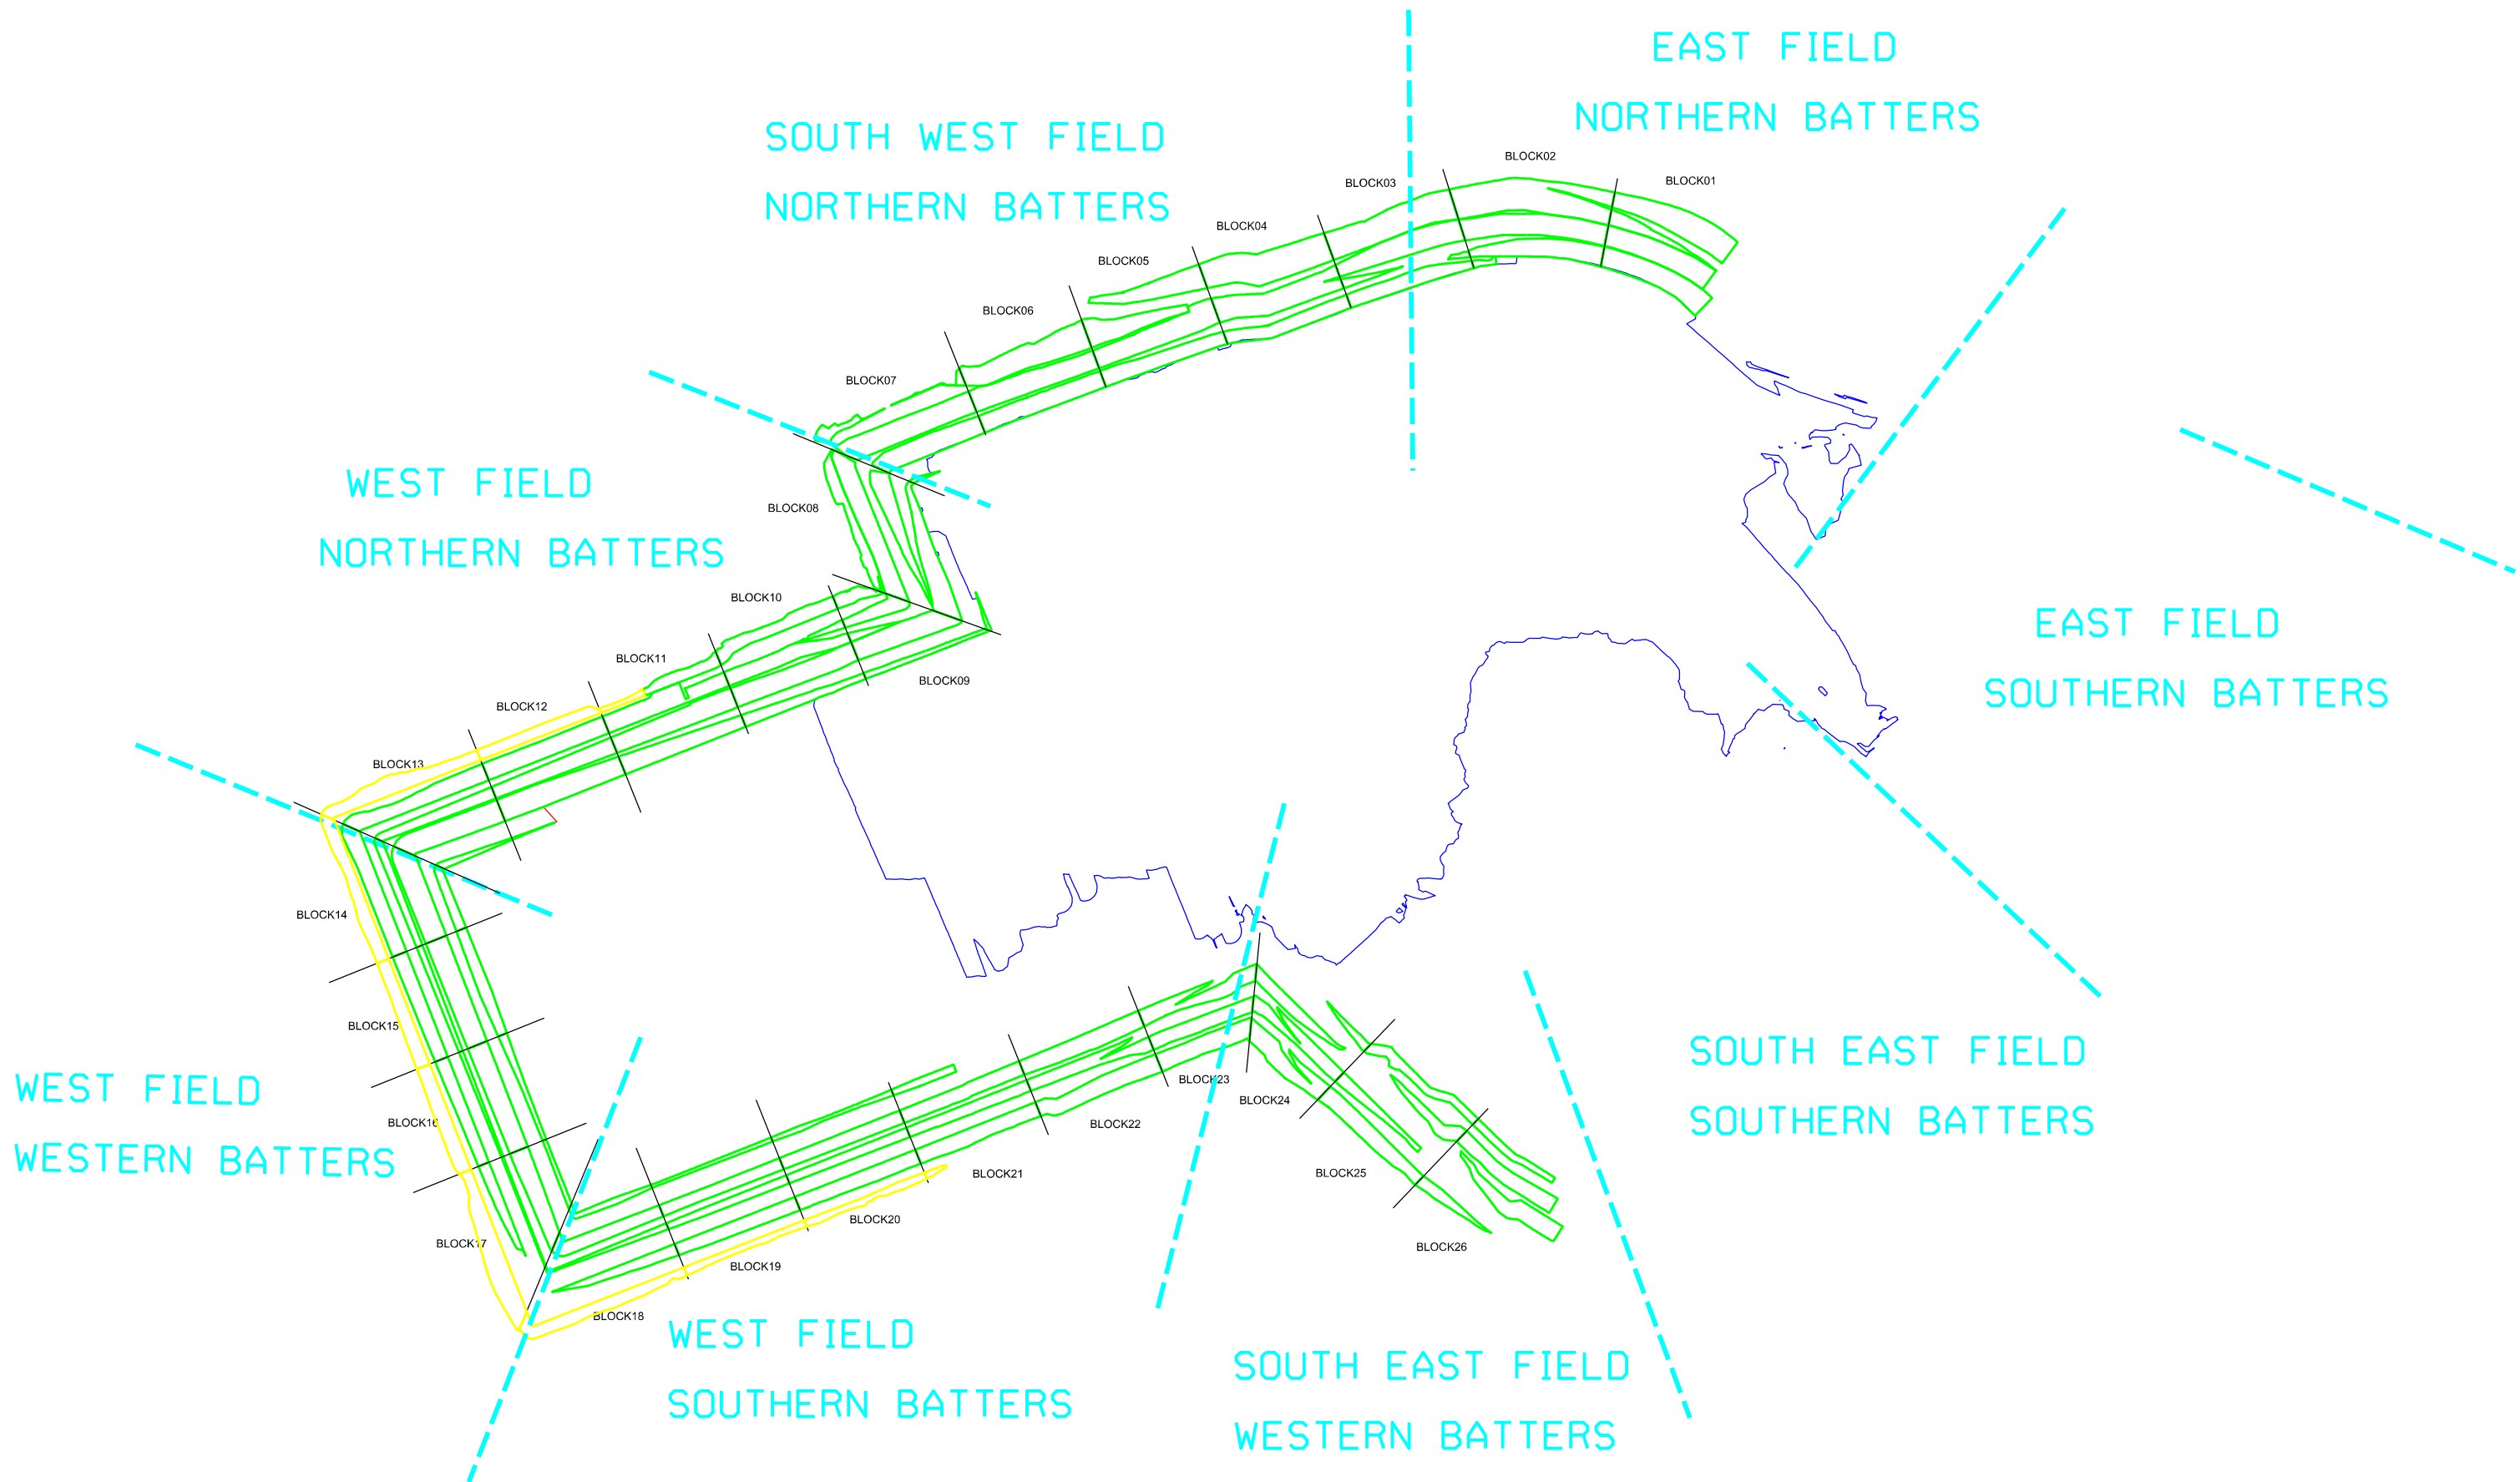 EAST FIELD
NORTHERN BATTERS
SOUTH WEST FIELD
NORTHERN BATTERS
BLOCK02
BLOCK01
BLOCK03
BLOCK04
BLOCK05
BLOCK06
BLOCK07
WEST FIELD
NORTHERN BATTERS
BLOCK08
BLOCK10
BLOCK11
BLOCK09
BLOCK12
BLOCK13
EAST FIELD
SOUTHERN BATTERS
BLOCK14
BLOCK15
WEST FIELD
WESTERN BATTERS
BLOCK16
BLOCK17
BLOCK18
BLOCK19
BLOCK20
BLOCK21
BLOCK22
BLOCK23
BLOCK24
BLOCK25
BLOCK26
SOUTH EAST FIELD
SOUTHERN BATTERS
WEST FIELD
SOUTHERN BATTERS
SOUTH EAST FIELD
WESTERN BATTERS